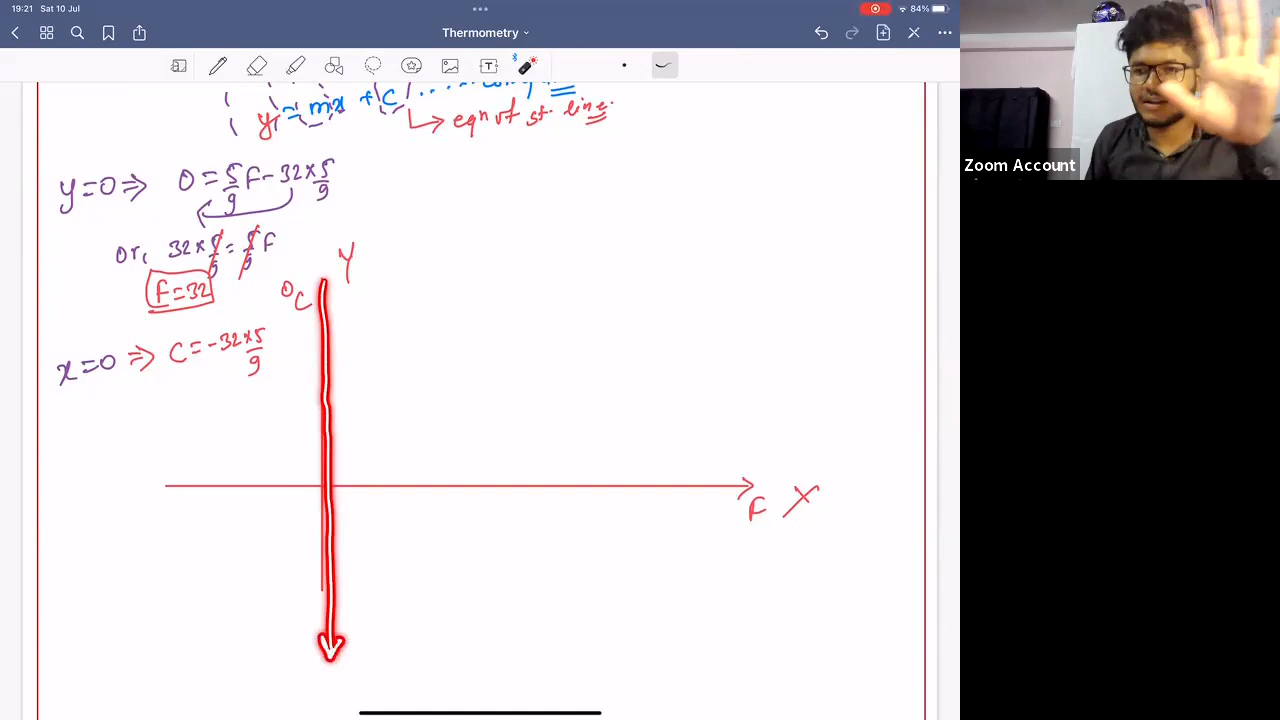 19:21 Sat 10 Jul
84%
Thermometry
y = mx + C
↳ eqn of st. line.
y=0 ⇒ 0 = 5/9 F - 32 × 5/9
or, 32 × 5/9 = 5/9 F
F = 32
x=0 ⇒ C = -32×5/9
Y
°C
F X
Zoom Account